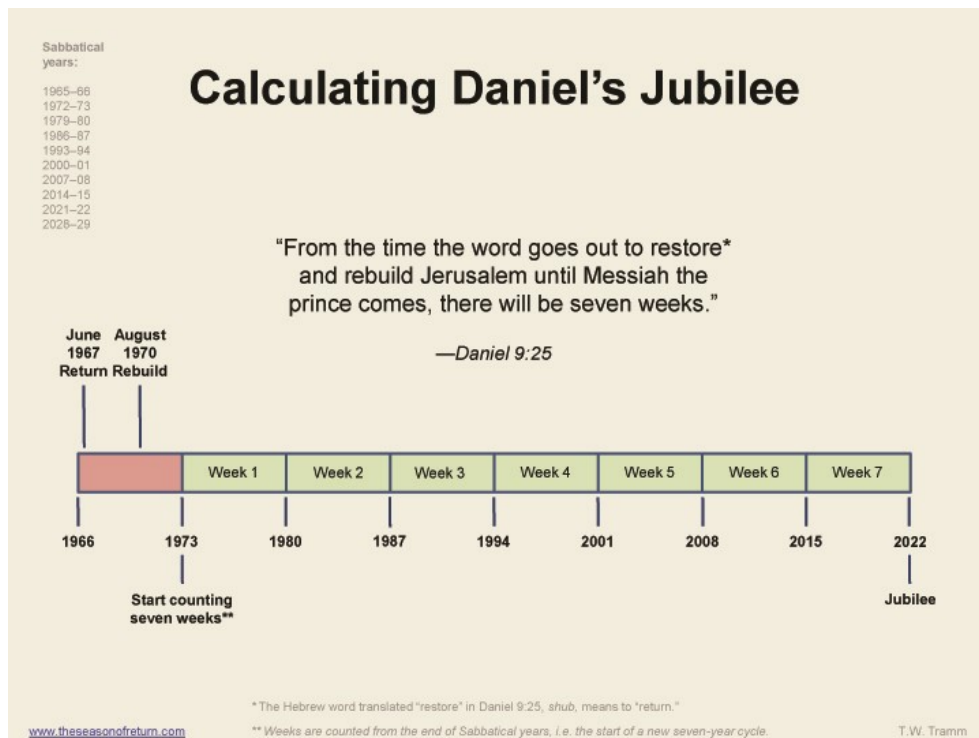 Sabbatical
years:
1965–66
1972–73
1979–80
1986–87
1993–94
2000–01
2007–08
2014–15
2021–22
2028–29
Calculating Daniel’s Jubilee
“From the time the word goes out to restore*
and rebuild Jerusalem until Messiah the
prince comes, there will be seven weeks.”
—Daniel 9:25
June
1967
Return
August
1970
Rebuild
Week 1
Week 2
Week 3
Week 4
Week 5
Week 6
Week 7
1966
1973
1980
1987
1994
2001
2008
2015
2022
Start counting
seven weeks**
Jubilee
* The Hebrew word translated “restore” in Daniel 9:25, shub, means to “return.”
www.theseasonofreturn.com
** Weeks are counted from the end of Sabbatical years, i.e. the start of a new seven-year cycle.
T.W. Tramm